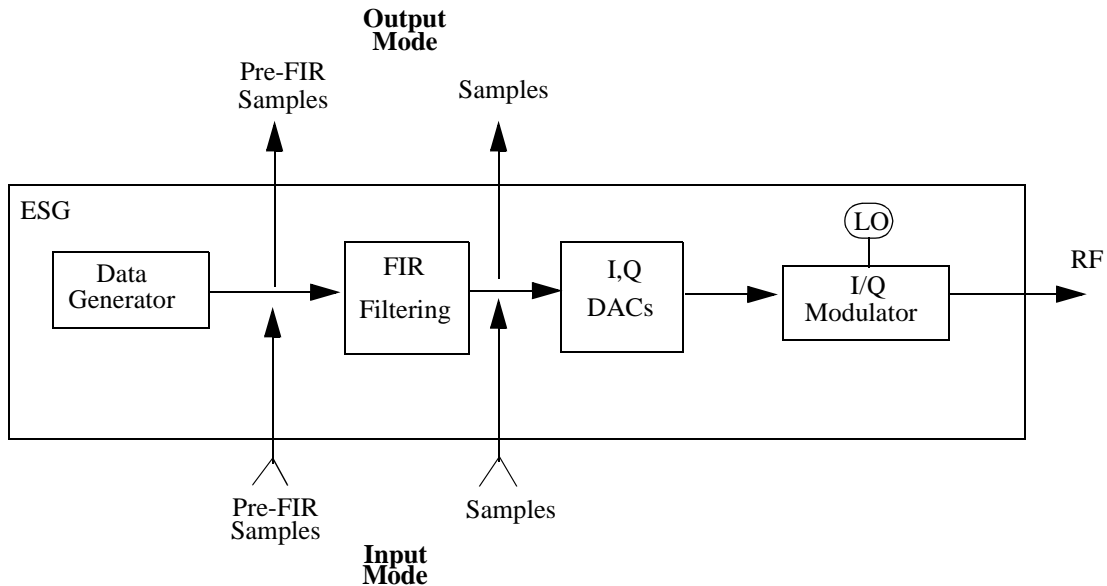 Output
Mode
Pre-FIR
Samples
Samples
ESG
Data
Generator
FIR
Filtering
I,Q
DACs
LO
I/Q
Modulator
RF
Pre-FIR
Samples
Samples
Input
Mode